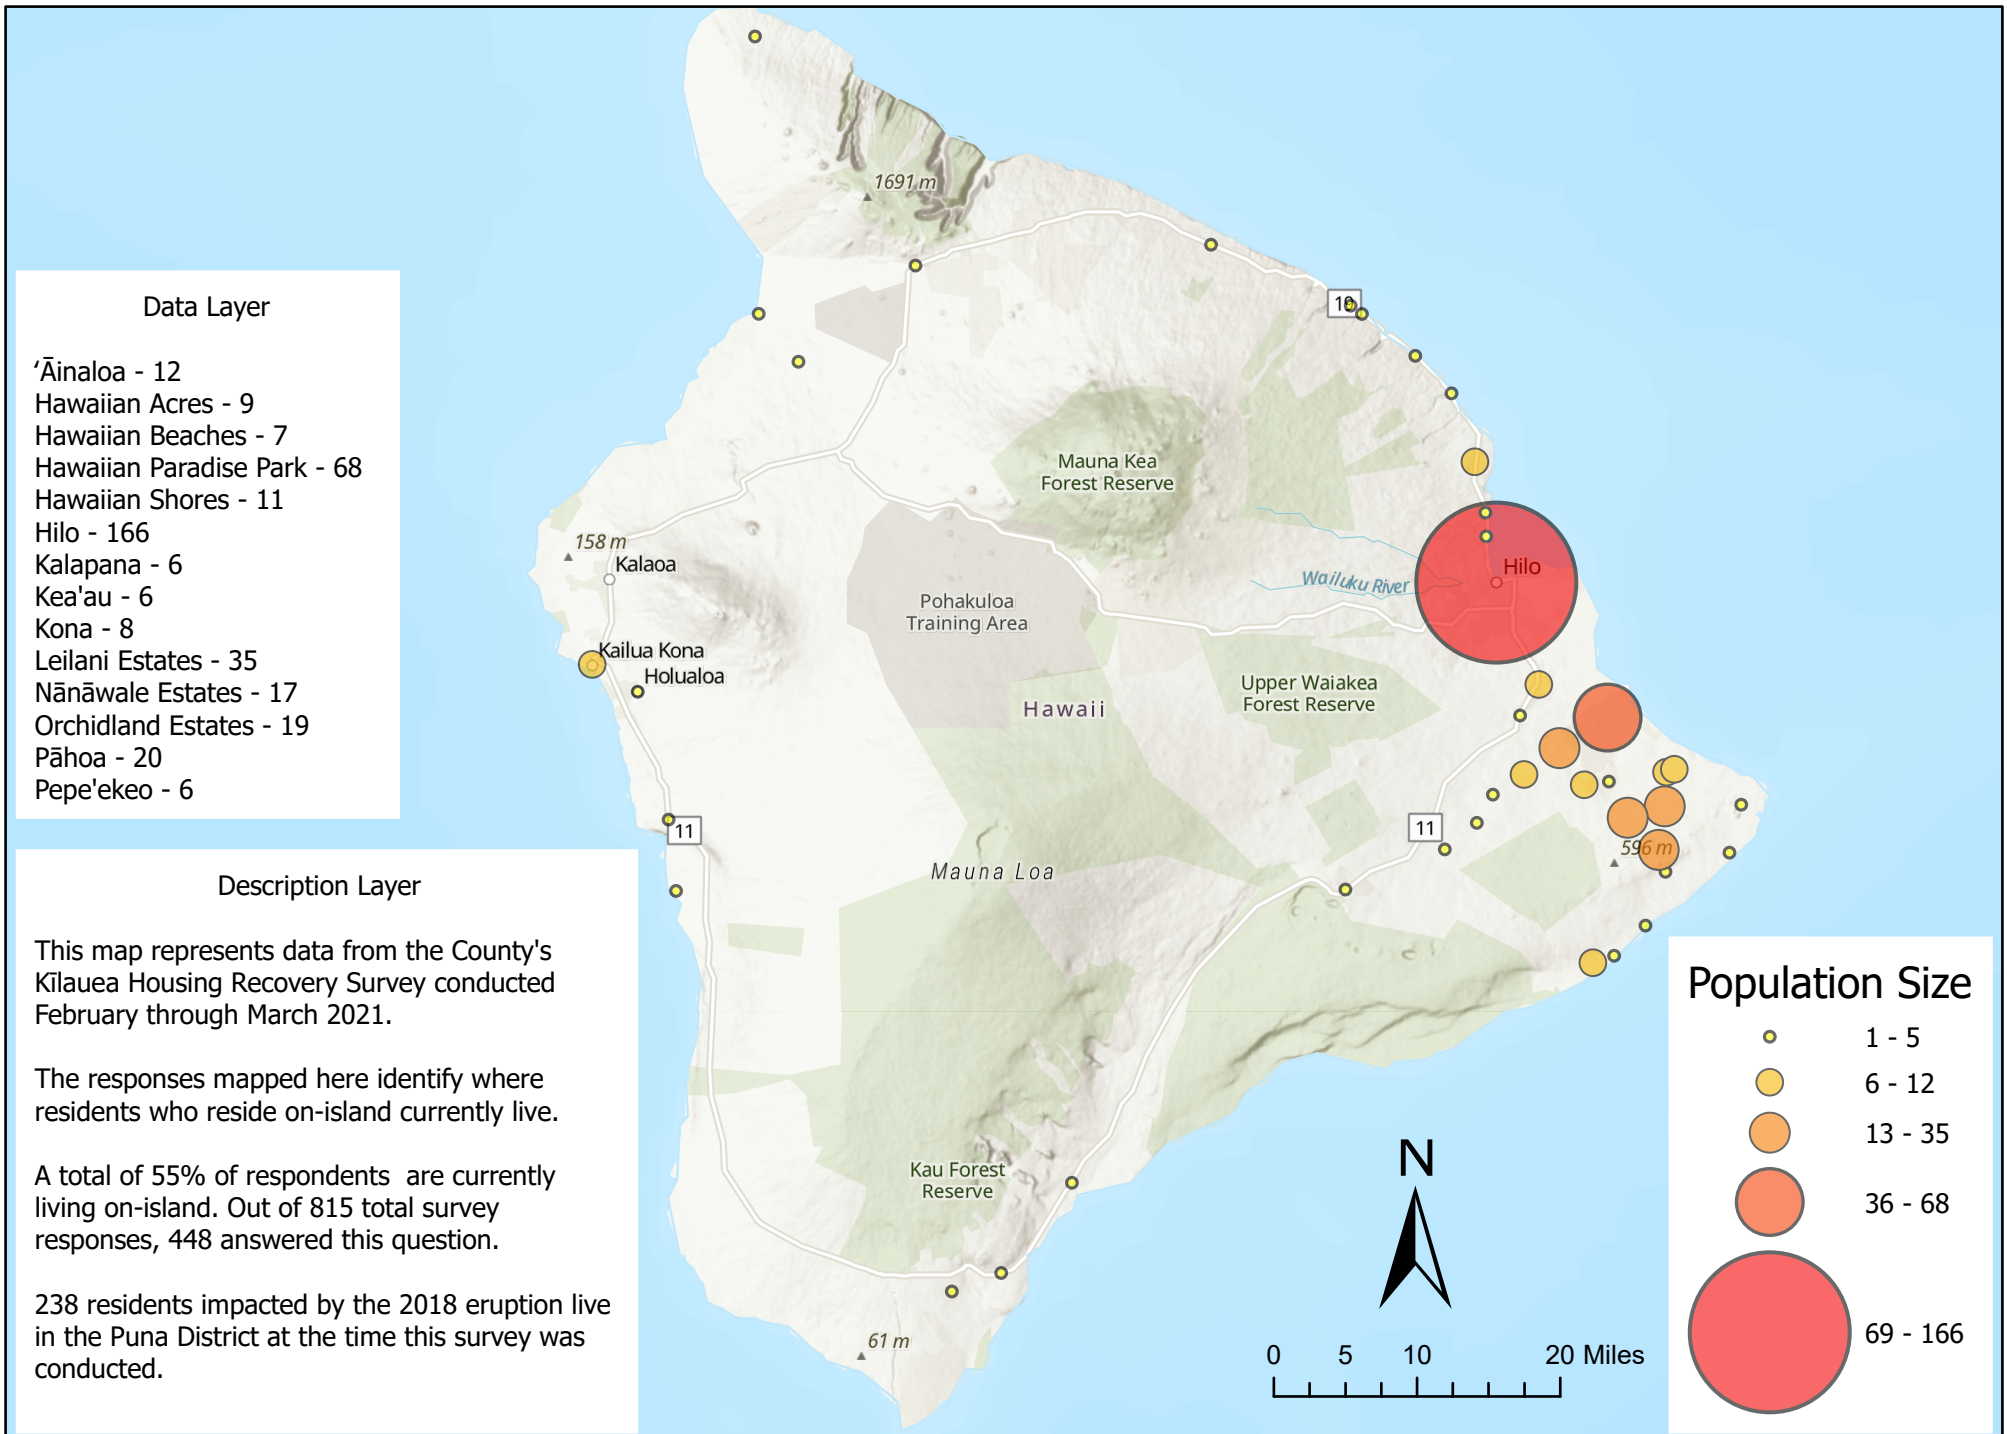 1691 m
19
Data Layer
ʻĀinaloa - 12
Hawaiian Acres - 9
Hawaiian Beaches - 7
Hawaiian Paradise Park - 68
Hawaiian Shores - 11
Hilo - 166
Kalapana - 6
Kea'au - 6
Kona - 8
Leilani Estates - 35
Nānāwale Estates - 17
Orchidland Estates - 19
Pāhoa - 20
Pepe'ekeo - 6
Mauna Kea
Forest Reserve
158 m
Kalaoa
Hilo
Wailuku River
Pohakuloa
Training Area
Kailua Kona
Holualoa
Upper Waiakea
Forest Reserve
Hawaii
11
11
596 m
Mauna Loa
Description Layer
This map represents data from the County's
Kīlauea Housing Recovery Survey conducted
February through March 2021.
The responses mapped here identify where
residents who reside on-island currently live.
A total of 55% of respondents  are currently
living on-island. Out of 815 total survey
responses, 448 answered this question.
238 residents impacted by the 2018 eruption live
in the Puna District at the time this survey was
conducted.
Kau Forest
Reserve
61 m
N
0 5 10 20 Miles
Population Size
1 - 5
6 - 12
13 - 35
36 - 68
69 - 166